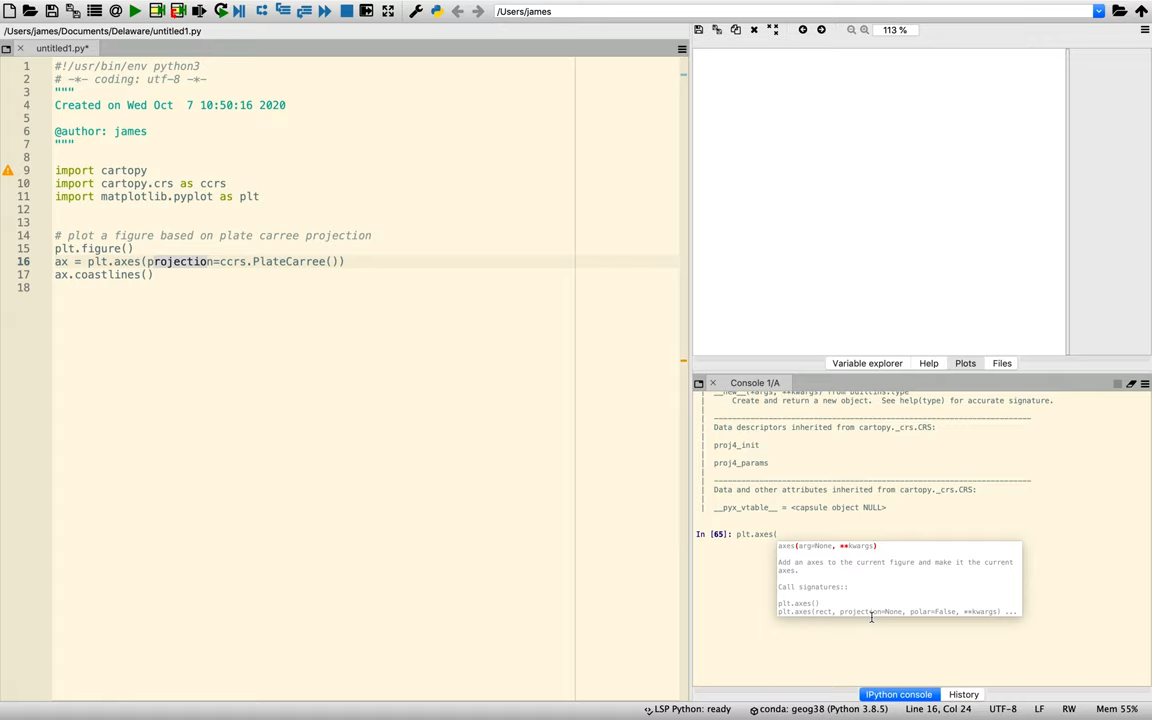 /Users/james
/Users/james/Documents/Delaware/untitled1.py
113 %
untitled1.py*
1 #!/usr/bin/env python3
2 # -*- coding: utf-8 -*-
3 """
4 Created on Wed Oct  7 10:50:16 2020
5
6 @author: james
7 """
8
9 import cartopy
10 import cartopy.crs as ccrs
11 import matplotlib.pyplot as plt
12
13
14 # plot a figure based on plate carree projection
15 plt.figure()
16 ax = plt.axes(projection=ccrs.PlateCarree())
17 ax.coastlines()
18
Variable explorer Help Plots Files
Console 1/A
__new__(*args, **kwargs) from builtins.type
| Create and return a new object.  See help(type) for accurate signature.
|
| ----------------------------------------------------------------------
| Data descriptors inherited from cartopy._crs.CRS:
|
| proj4_init
|
| proj4_params
|
| ----------------------------------------------------------------------
| Data and other attributes inherited from cartopy._crs.CRS:
|
| __pyx_vtable__ = <capsule object NULL>
In [65]: plt.axes(
axes(arg=None, **kwargs)
Add an axes to the current figure and make it the current
axes.
Call signatures::
plt.axes()
plt.axes(rect, projection=None, polar=False, **kwargs) ...
IPython console History
LSP Python: ready conda: geog38 (Python 3.8.5) Line 16, Col 24 UTF-8 LF RW Mem 55%